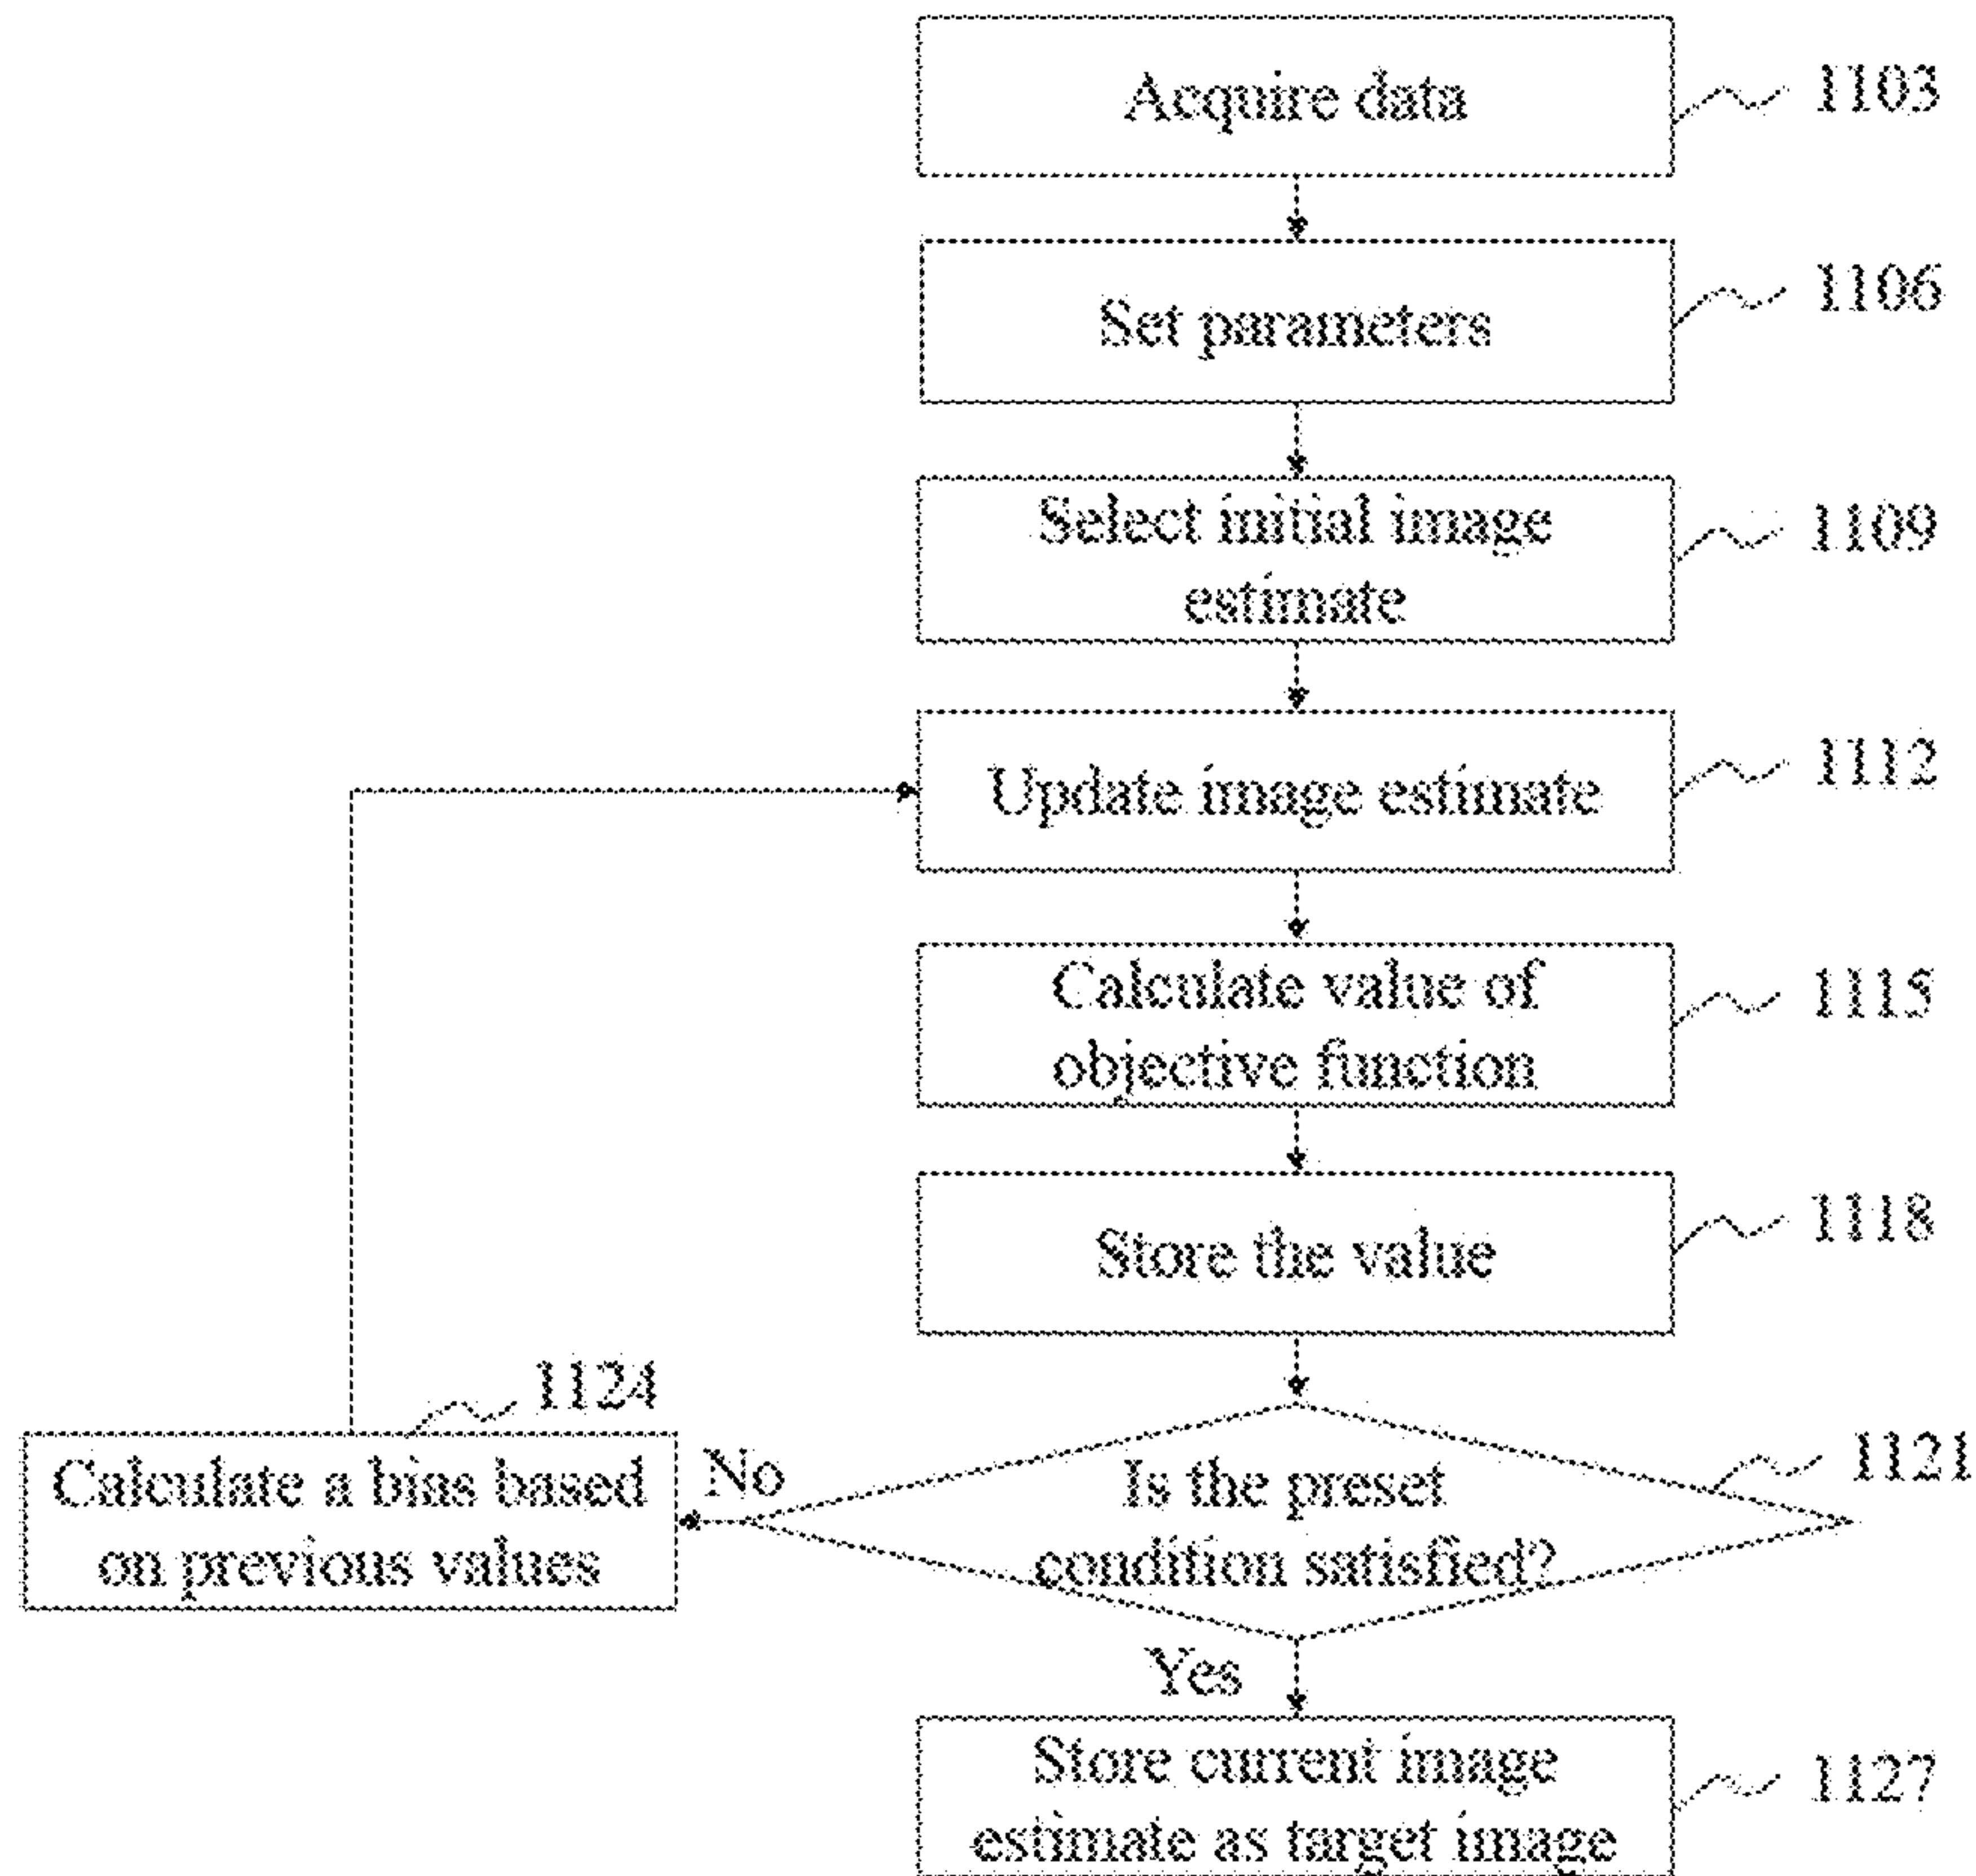 Acquire data
1103
Set parameters
1106
Select initial image
estimate
1109
Update image estimate
1112
Calculate value of
objective function
1115
Store the value
1118
1124
Calculate a bias based
on previous values
No
Is the preset
condition satisfied?
1121
Yes
Store current image
estimate as target image
1127